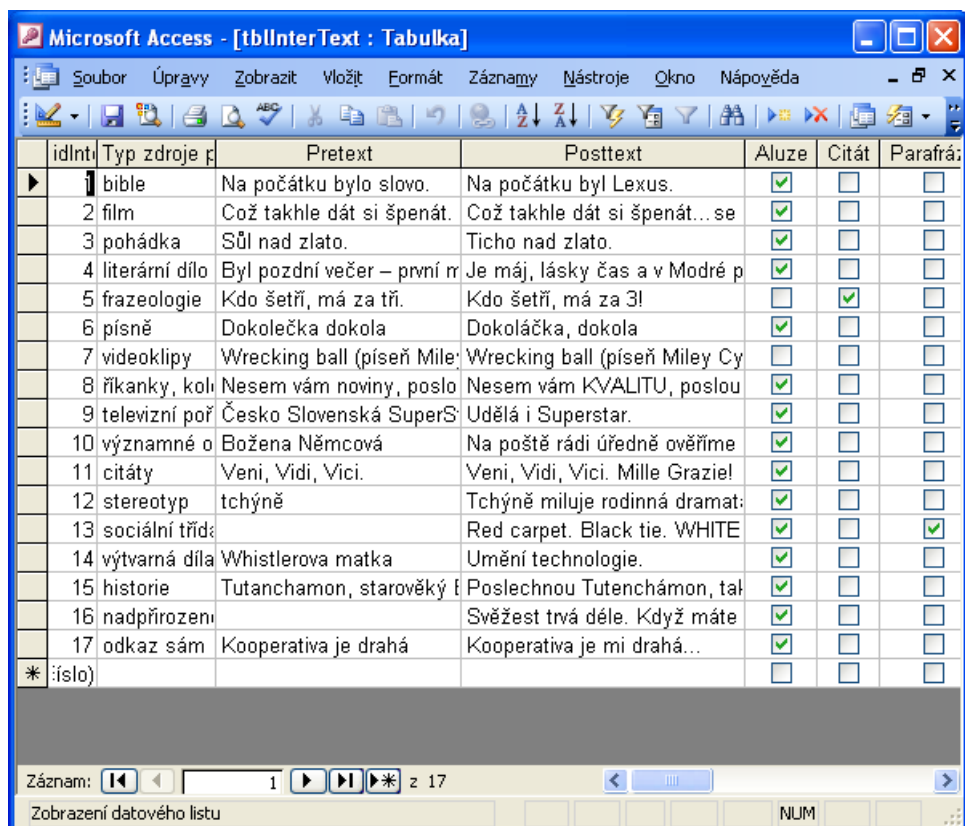 Microsoft Access - [tblInterText : Tabulka]
Soubor Úpravy Zobrazit Vložit Formát Záznamy Nástroje Okno Nápověda
idInt Typ zdroje p Pretext Posttext Aluze Citát Parafráz
1 bible Na počátku bylo slovo. Na počátku byl Lexus.
2 film Což takhle dát si špenát. Což takhle dát si špenát... se
3 pohádka Sůl nad zlato. Ticho nad zlato.
4 literární dílo Byl pozdní večer – první m Je máj, lásky čas a v Modré p
5 frazeologie Kdo šetří, má za tři. Kdo šetří, má za 3!
6 písně Dokolečka dokola Dokoláčka, dokola
7 videoklipy Wrecking ball (píseň Miley Wrecking ball (píseň Miley Cy
8 říkanky, kol Nesem vám noviny, poslo Nesem vám KVALITU, poslou
9 televizní poř Česko Slovenská SuperS Udělá i Superstar.
10 významné o Božena Němcová Na poště rádi úředně ověříme
11 citáty Veni, Vidi, Vici. Veni, Vidi, Vici. Mille Grazie!
12 stereotyp tchýně Tchýně miluje rodinná dramat
13 sociální tříd Red carpet. Black tie. WHITE
14 výtvarná díla Whistlerova matka Umění technologie.
15 historie Tutanchamon, starověký Poslechnou Tutenchámon, tak
16 nadpřirozen Svěžest trvá déle. Když máte
17 odkaz sám Kooperativa je drahá Kooperativa je mi drahá...
číslo)
Záznam: 1 z 17
Zobrazení datového listu NUM